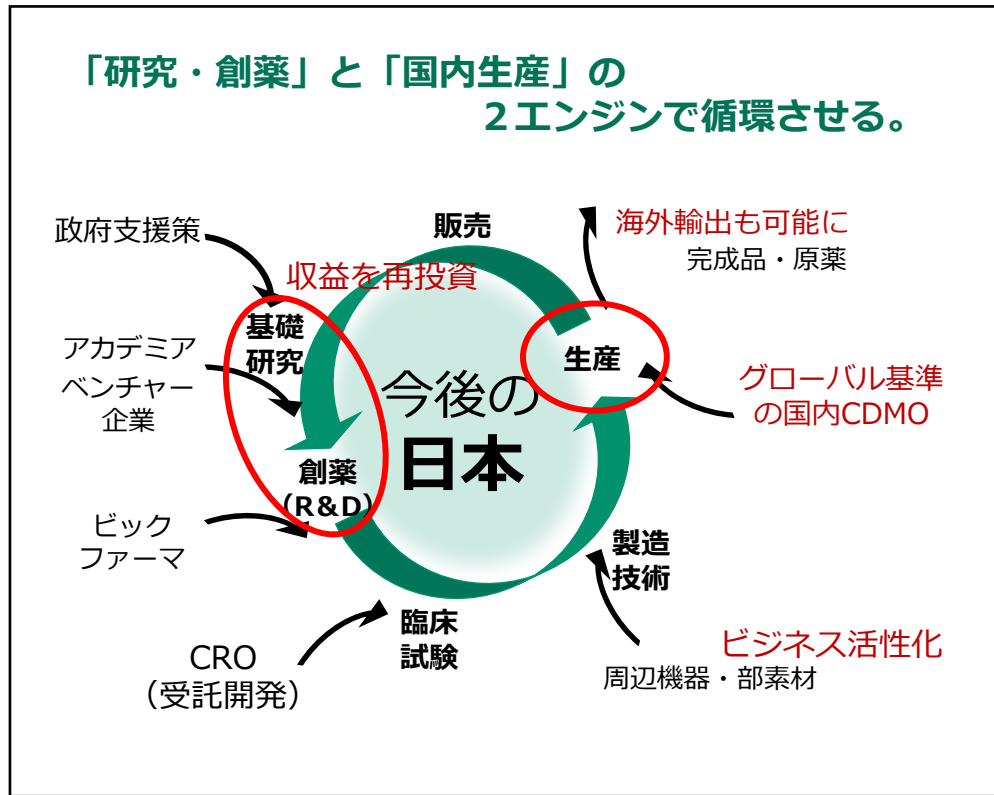 「研究・創薬」と「国内生産」の
２エンジンで循環させる。
政府支援策
販売
海外輸出も可能に
完成品・原薬
収益を再投資
基礎
研究
生産
アカデミア
ベンチャー
企業
今後の
日本
グローバル基準
の国内CDMO
創薬
（R&D）
ビック
ファーマ
製造
技術
臨床
試験
CRO
（受託開発）
ビジネス活性化
周辺機器・部素材